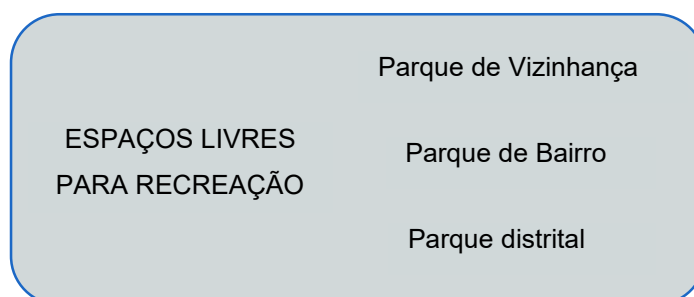 ESPAÇOS LIVRES
PARA RECREAÇÃO
Parque de Vizinhança
Parque de Bairro
Parque distrital